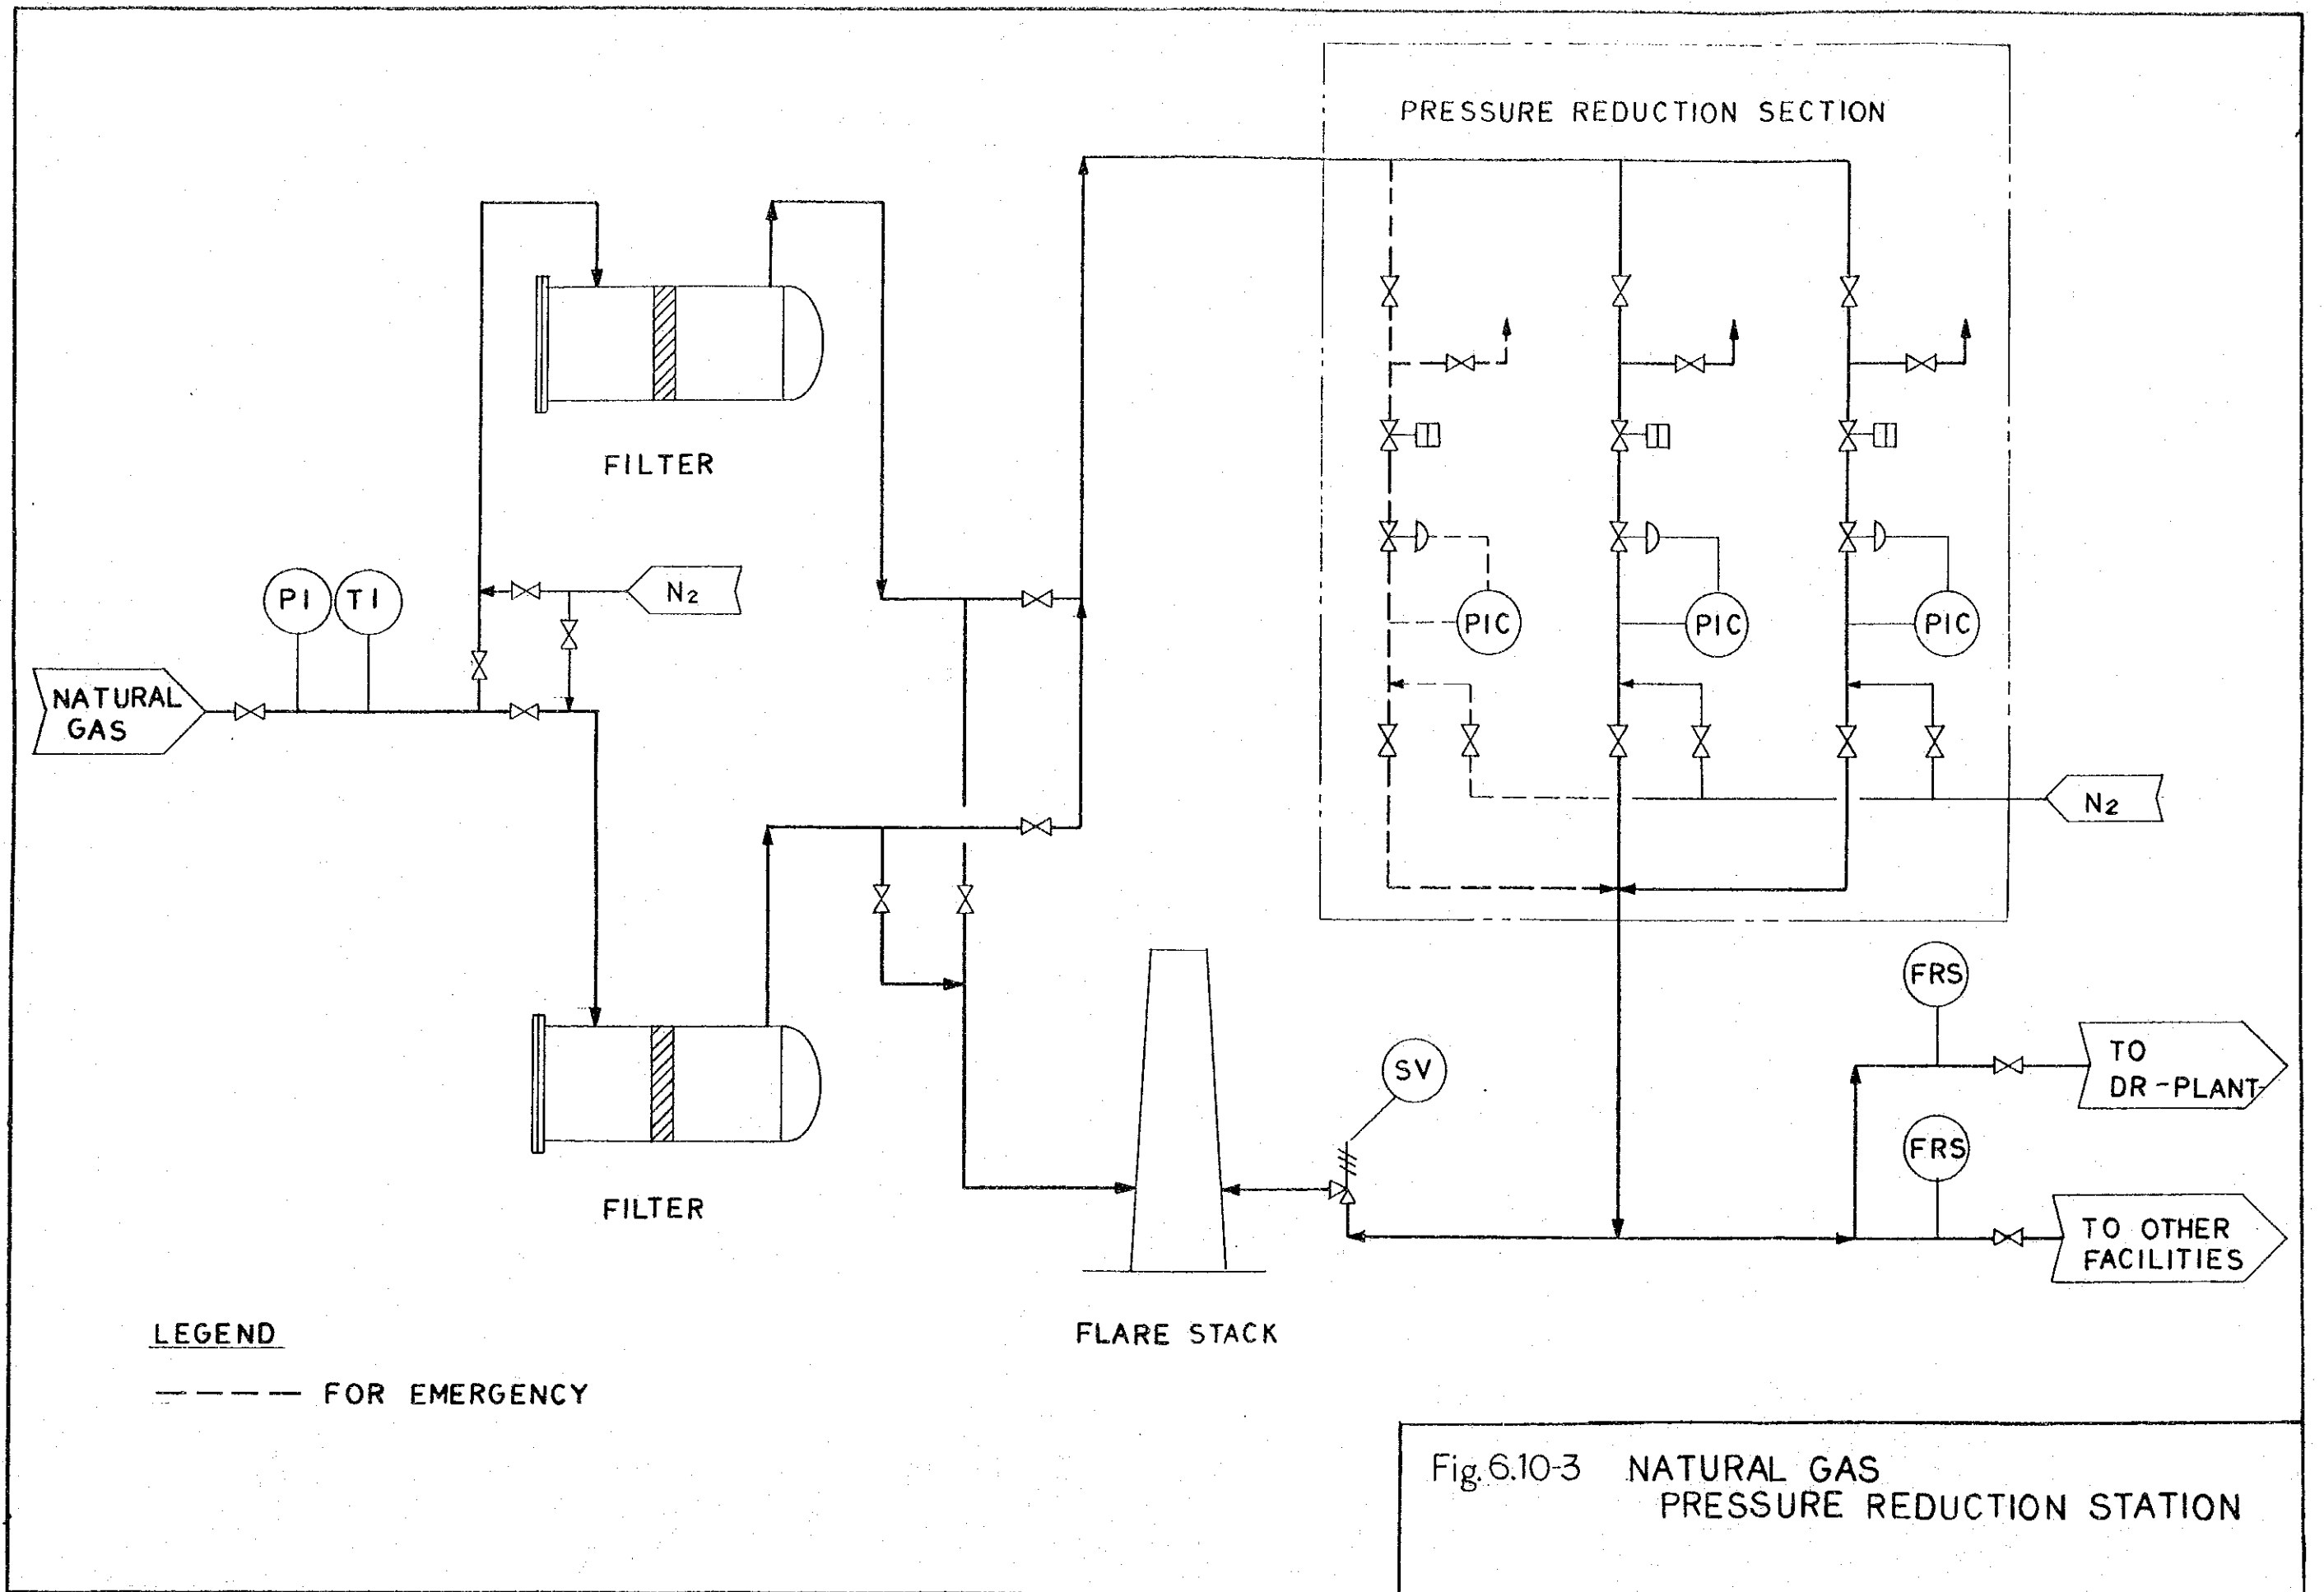 PRESSURE REDUCTION SECTION
FILTER
PI
TI
N2
PIC
PIC
PIC
NATURAL
GAS
N2
FRS
TO
DR-PLANT
SV
FRS
FILTER
TO OTHER
FACILITIES
FLARE STACK
LEGEND
FOR EMERGENCY
Fig. 6.10-3 NATURAL GAS
PRESSURE REDUCTION STATION